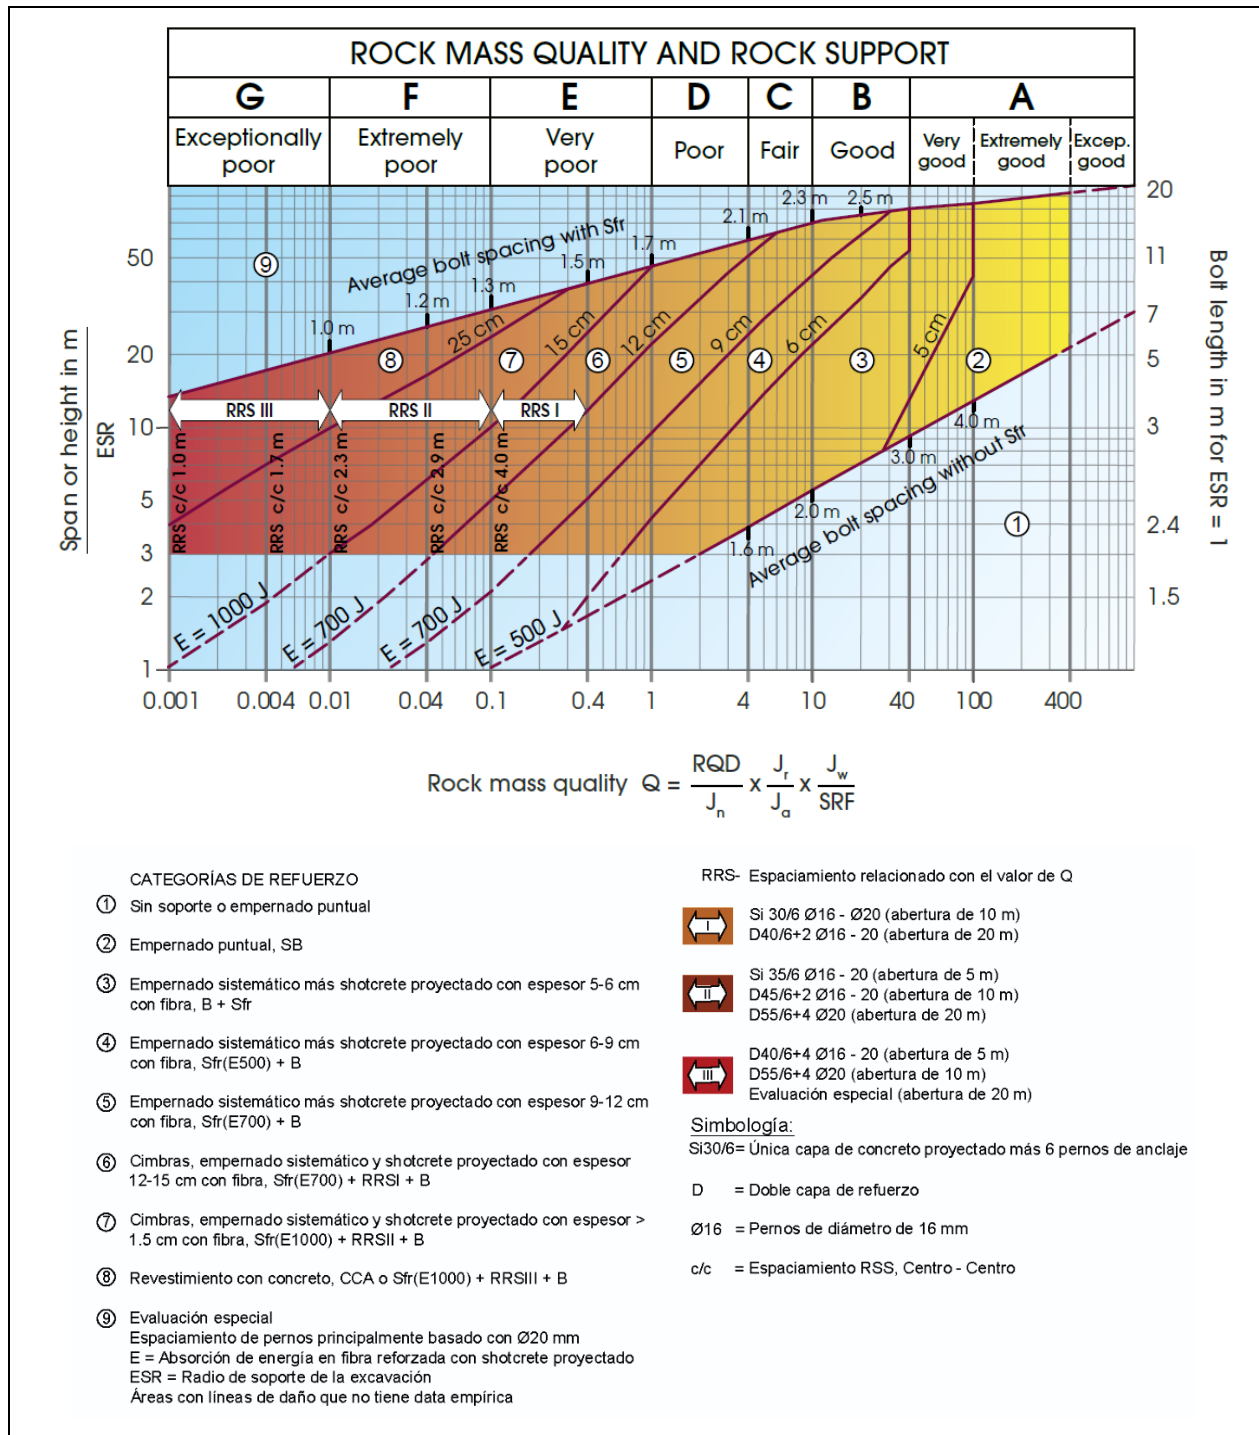 ROCK MASS QUALITY AND ROCK SUPPORT
G F E D C B A
Exceptionally poor
Extremely poor
Very poor
Poor
Fair
Good
Very good
Extremely good
Excep. good
Average bolt spacing with Sfr
1.0 m
1.2 m
1.3 m
1.5 m
1.7 m
2.1 m
2.3 m
2.5 m
25 cm
15 cm
12 cm
9 cm
6 cm
5 cm
9
8
7
6
5
4
3
2
1
RRS III
RRS II
RRS I
RRS c/c 1.0 m
RRS c/c 1.7 m
RRS c/c 2.3 m
RRS c/c 2.9 m
RRS c/c 4.0 m
1.6 m
2.0 m
3.0 m
4.0 m
Average bolt spacing without Sfr
E = 1000 J
E = 700 J
E = 700 J
E = 500 J
Span or height in m
ESR
50
20
10
5
3
2
1
Bolt length in m for ESR = 1
20
11
7
5
3
2.4
1.5
0.001 0.004 0.01 0.04 0.1 0.4 1 4 10 40 100 400
Rock mass quality Q = RQD/Jn x Jr/Ja x Jw/SRF
CATEGORÍAS DE REFUERZO
1 Sin soporte o empernado puntual
2 Empernado puntual, SB
3 Empernado sistemático más shotcrete proyectado con espesor 5-6 cm
con fibra, B + Sfr
4 Empernado sistemático más shotcrete proyectado con espesor 6-9 cm
con fibra, Sfr(E500) + B
5 Empernado sistemático más shotcrete proyectado con espesor 9-12 cm
con fibra, Sfr(E700) + B
6 Cimbras, empernado sistemático y shotcrete proyectado con espesor
12-15 cm con fibra, Sfr(E700) + RRSI + B
7 Cimbras, empernado sistemático y shotcrete proyectado con espesor >
1.5 cm con fibra, Sfr(E1000) + RRSII + B
8 Revestimiento con concreto, CCA o Sfr(E1000) + RRSIII + B
9 Evaluación especial
Espaciamiento de pernos principalmente basado con Ø20 mm
E = Absorción de energía en fibra reforzada con shotcrete proyectado
ESR = Radio de soporte de la excavación
Áreas con líneas de daño que no tiene data empírica
RRS- Espaciamiento relacionado con el valor de Q
I
Si 30/6 Ø16 - Ø20 (abertura de 10 m)
D40/6+2 Ø16 - 20 (abertura de 20 m)
II
Si 35/6 Ø16 - 20 (abertura de 5 m)
D45/6+2 Ø16 - 20 (abertura de 10 m)
D55/6+4 Ø20 (abertura de 20 m)
III
D40/6+4 Ø16 - 20 (abertura de 5 m)
D55/6+4 Ø20 (abertura de 10 m)
Evaluación especial (abertura de 20 m)
Simbología:
Si30/6= Única capa de concreto proyectado más 6 pernos de anclaje
D = Doble capa de refuerzo
Ø16 = Pernos de diámetro de 16 mm
c/c = Espaciamiento RSS, Centro - Centro